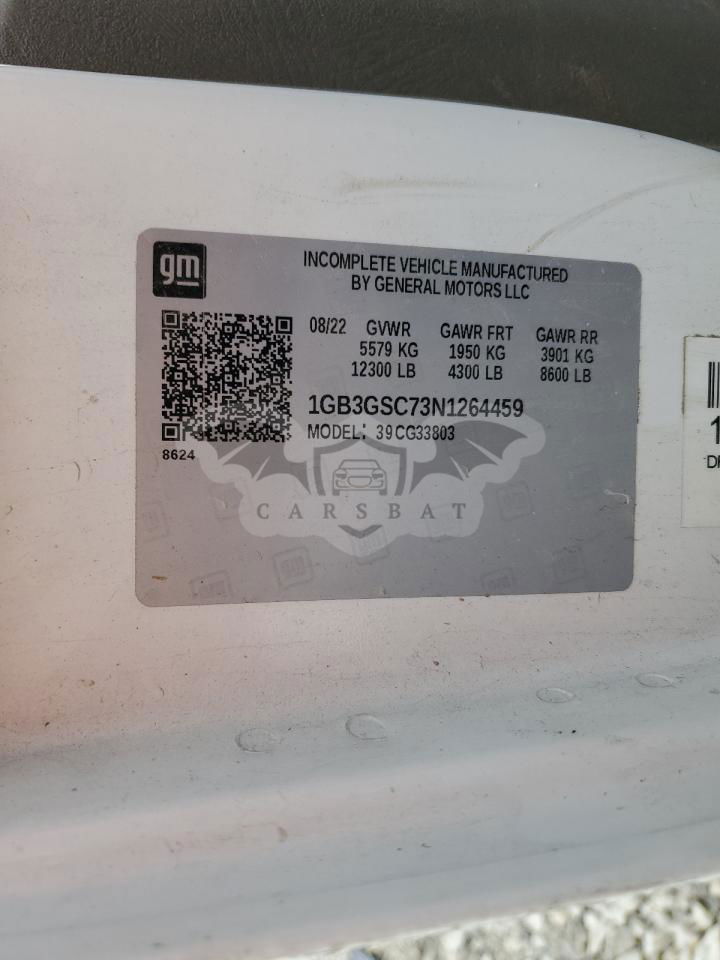 gm
INCOMPLETE VEHICLE MANUFACTURED
BY GENERAL MOTORS LLC
08/22 GVWR GAWR FRT GAWR RR
5579 KG 1950 KG 3901 KG
12300 LB 4300 LB 8600 LB
1GB3GSC73N1264459
MODEL: 39CG33803
8624
CARSBAT